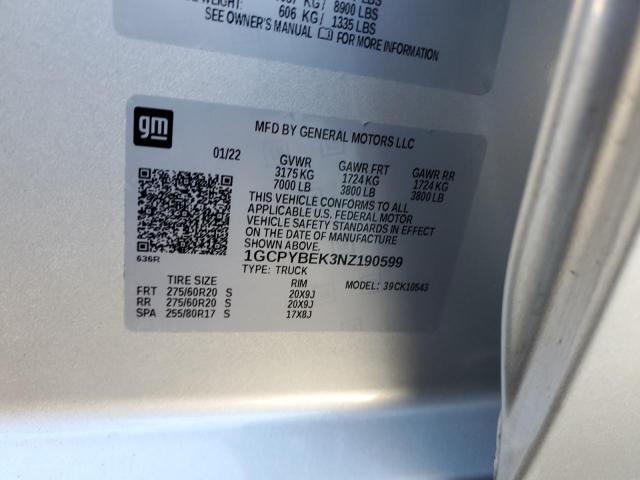 8900 LBS
WEIGHT: 606 KG / 1335 LBS
SEE OWNER'S MANUAL FOR MORE INFORMATION
gm
MFD BY GENERAL MOTORS LLC
01/22 GVWR GAWR FRT GAWR RR
3175 KG 1724 KG 1724 KG
7000 LB 3800 LB 3800 LB
THIS VEHICLE CONFORMS TO ALL
APPLICABLE U.S. FEDERAL MOTOR
VEHICLE SAFETY STANDARDS IN EFFECT
ON THE DATE OF MANUFACTURE
SHOWN ABOVE.
636R 1GCPYBEK3NZ190599
TYPE: TRUCK MODEL: 39CK10543
TIRE SIZE RIM
FRT 275/60R20 S 20X9J
RR 275/60R20 S 20X9J
SPA 255/80R17 S 17X8J